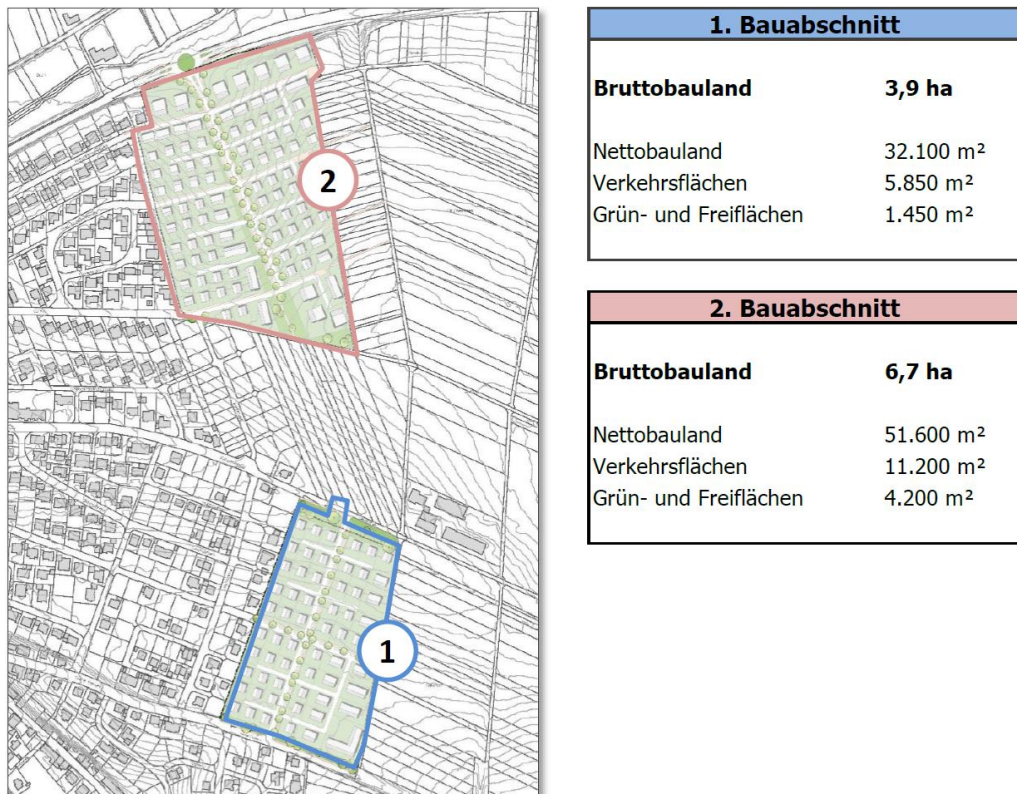 2
1
1. Bauabschnitt
Bruttobauland 3,9 ha
Nettobauland 32.100 m²
Verkehrsflächen 5.850 m²
Grün- und Freiflächen 1.450 m²
2. Bauabschnitt
Bruttobauland 6,7 ha
Nettobauland 51.600 m²
Verkehrsflächen 11.200 m²
Grün- und Freiflächen 4.200 m²